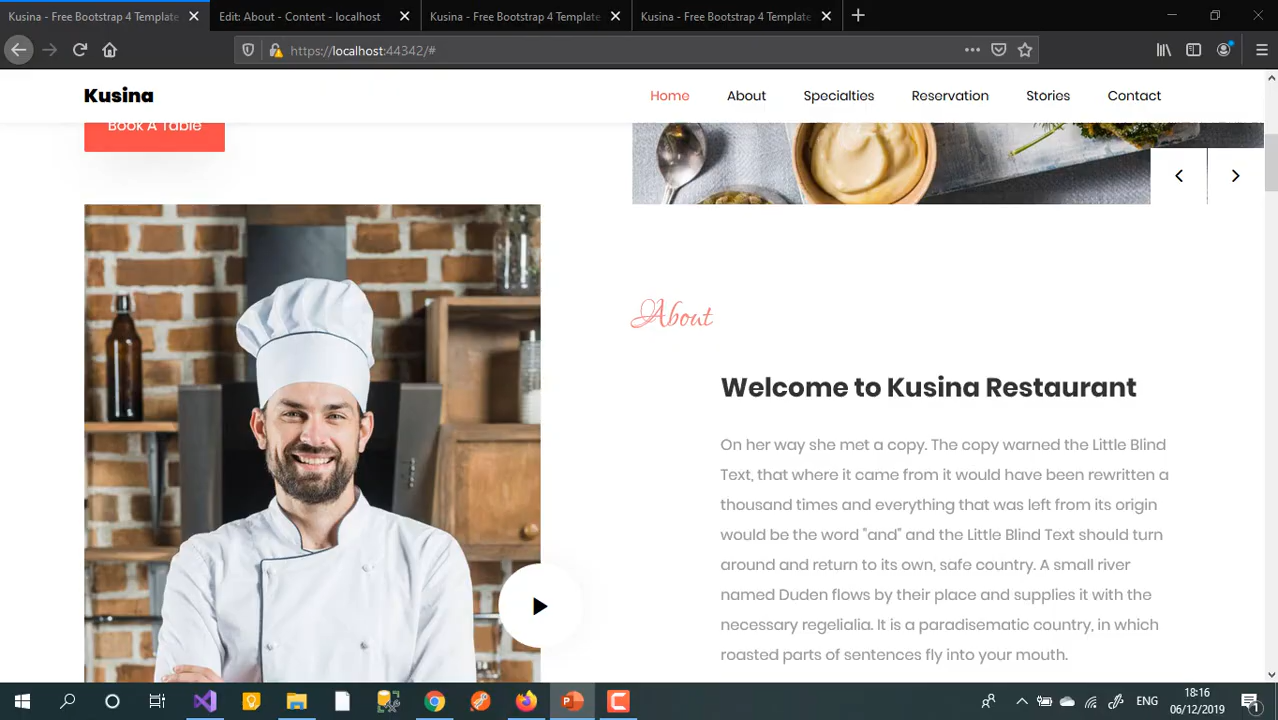 Kusina - Free Bootstrap 4 Template
Edit: About - Content - localhost
Kusina - Free Bootstrap 4 Template
Kusina - Free Bootstrap 4 Template
https://localhost:44342/#
Kusina
Home
About
Specialties
Reservation
Stories
Contact
Book A Table
About
Welcome to Kusina Restaurant
On her way she met a copy. The copy warned the Little Blind
Text, that where it came from it would have been rewritten a
thousand times and everything that was left from its origin
would be the word "and" and the Little Blind Text should turn
around and return to its own, safe country. A small river
named Duden flows by their place and supplies it with the
necessary regelialia. It is a paradisematic country, in which
roasted parts of sentences fly into your mouth.
ENG
18:16
06/12/2019